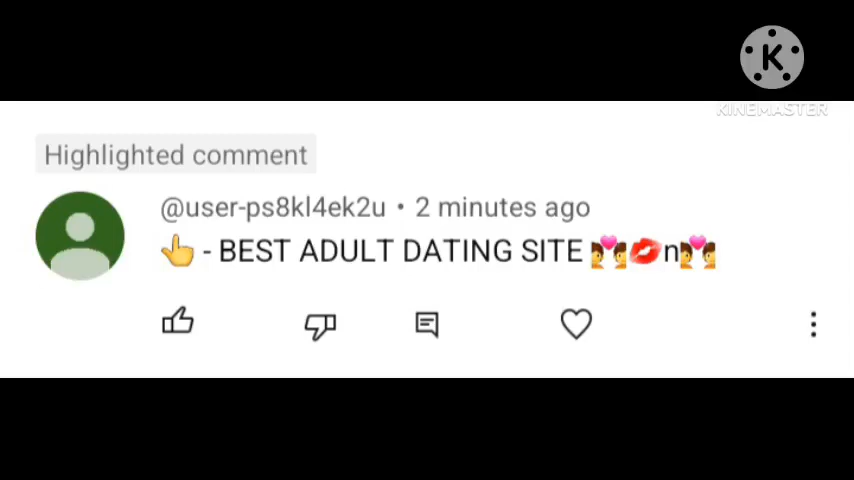 K
KINEMASTER
Highlighted comment
@user-ps8kl4ek2u • 2 minutes ago
👆 - BEST ADULT DATING SITE 💑💋n💑